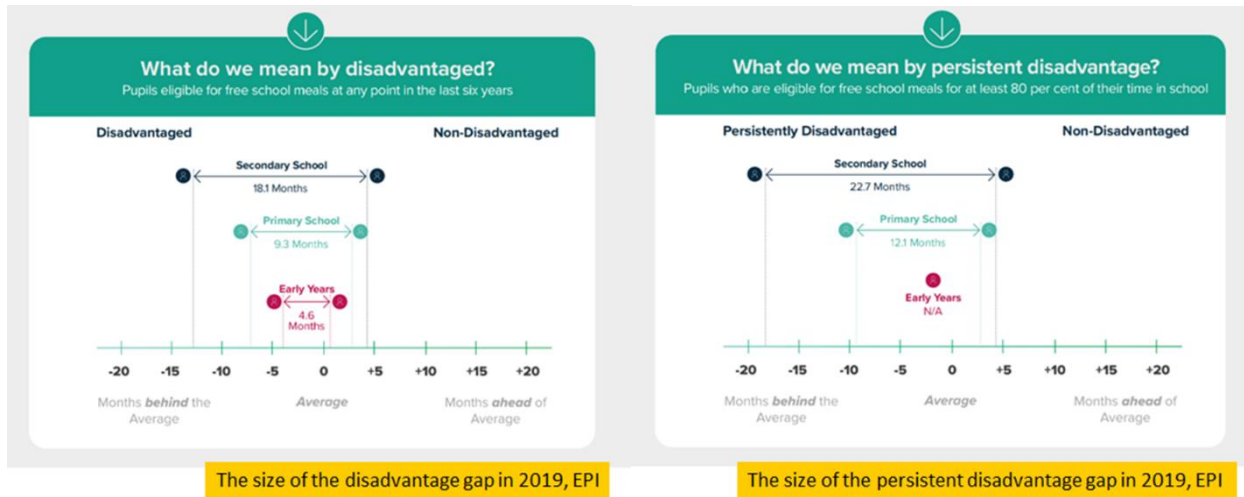 What do we mean by disadvantaged?
Pupils eligible for free school meals at any point in the last six years
Disadvantaged
Non-Disadvantaged
Secondary School
18.1 Months
Primary School
9.3 Months
Early Years
4.6
Months
-20 -15 -10 -5 0 +5 +10 +15 +20
Months behind the
Average
Average
Months ahead of
Average
The size of the disadvantage gap in 2019, EPI
What do we mean by persistent disadvantage?
Pupils who are eligible for free school meals for at least 80 per cent of their time in school
Persistently Disadvantaged
Non-Disadvantaged
Secondary School
22.7 Months
Primary School
12.1 Months
Early Years
N/A
-20 -15 -10 -5 0 +5 +10 +15 +20
Months behind the
Average
Average
Months ahead of
Average
The size of the persistent disadvantage gap in 2019, EPI